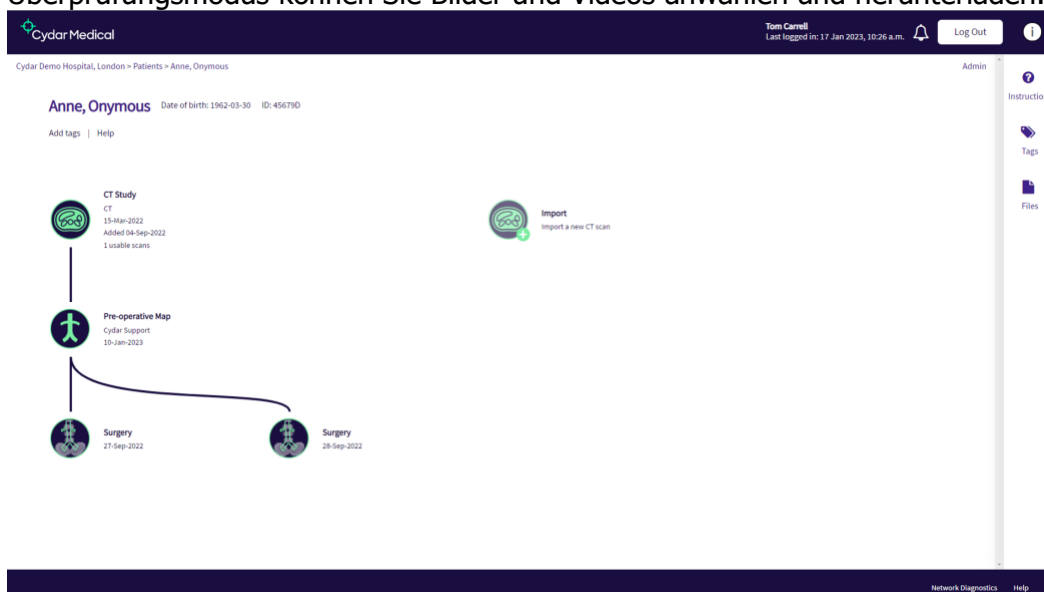 Überprüfungsmodus können Sie Bilder und Videos anwählen und herunterladen.
Cydar Medical
Tom Carrell
Last logged in: 17 Jan 2023, 10:26 a.m.
Log Out
Cydar Demo Hospital, London > Patients > Anne, Onymous
Admin
Anne, Onymous Date of birth: 1962-03-30 ID: 45679D
Add tags | Help
Instructio
Tags
Files
CT Study
CT
15-Mar-2022
Added 04-Sep-2022
1 usable scans
Import
Import a new CT scan
Pre-operative Map
Cydar Support
10-Jan-2023
Surgery
27-Sep-2022
Surgery
28-Sep-2022
Network Diagnostics Help